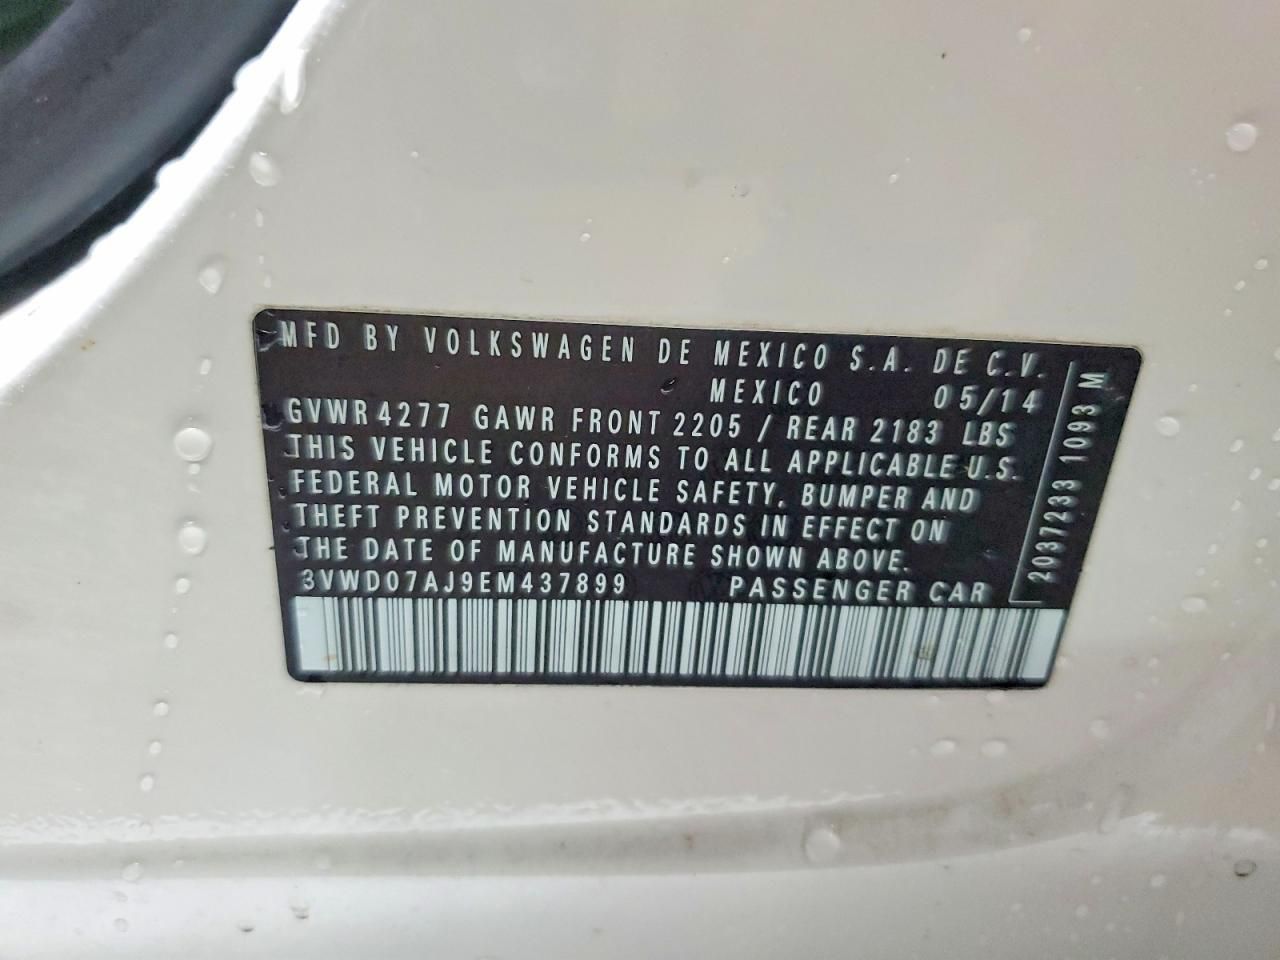 MFD BY VOLKSWAGEN DE MEXICO S.A. DE C.V.
MEXICO 05/14
GVWR 4277 GAWR FRONT 2205 / REAR 2183 LBS
THIS VEHICLE CONFORMS TO ALL APPLICABLE U.S.
FEDERAL MOTOR VEHICLE SAFETY, BUMPER AND
THEFT PREVENTION STANDARDS IN EFFECT ON
THE DATE OF MANUFACTURE SHOWN ABOVE.
3VWD07AJ9EM437899 PASSENGER CAR
2037233 1093 M